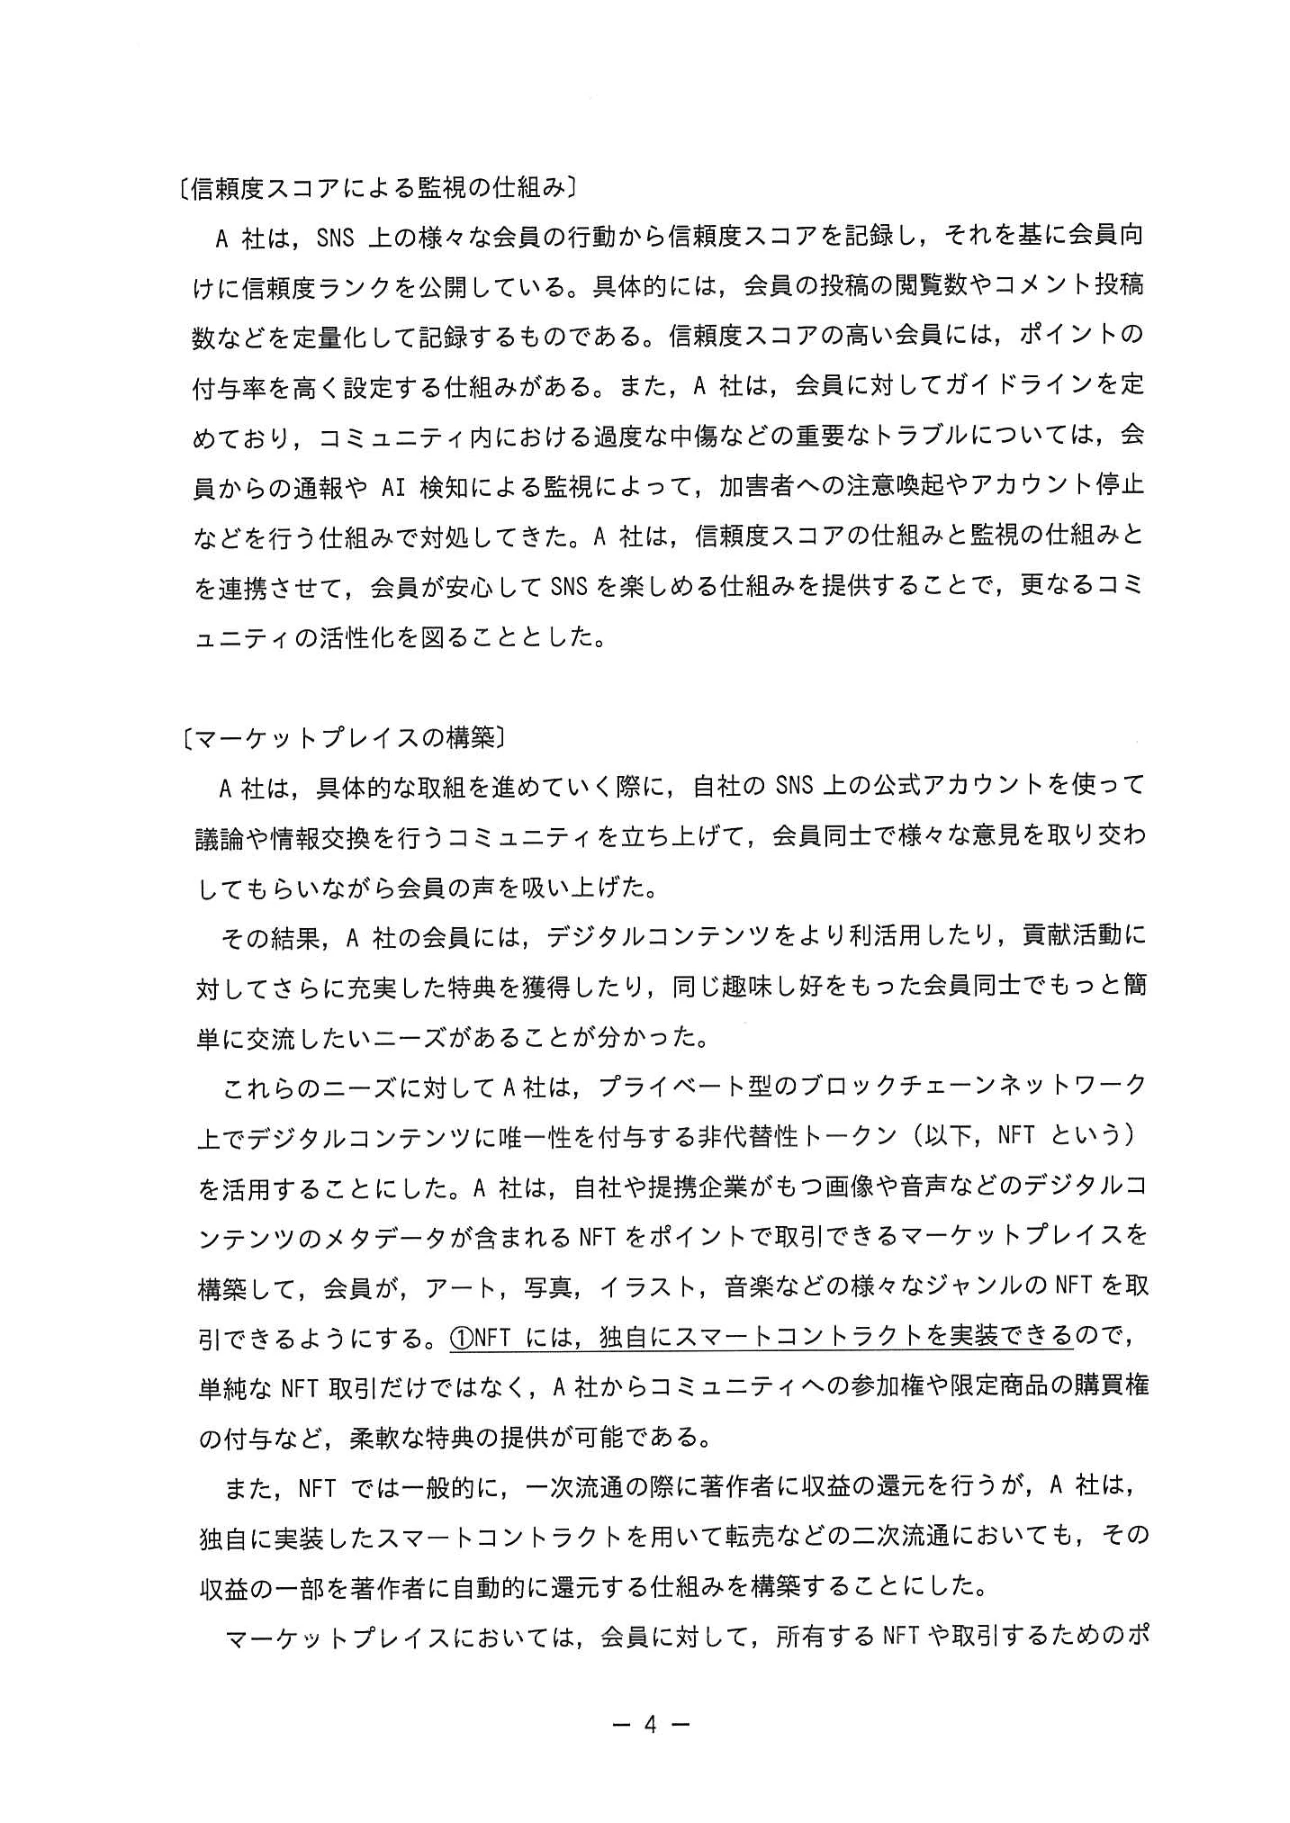 〔信頼度スコアによる監視の仕組み〕
A 社は，SNS 上の様々な会員の行動から信頼度スコアを記録し，それを基に会員向
けに信頼度ランクを公開している。具体的には，会員の投稿の閲覧数やコメント投稿
数などを定量化して記録するものである。信頼度スコアの高い会員には，ポイントの
付与率を高く設定する仕組みがある。また，A 社は，会員に対してガイドラインを定
めており，コミュニティ内における過度な中傷などの重要なトラブルについては，会
員からの通報や AI 検知による監視によって，加害者への注意喚起やアカウント停止
などを行う仕組みで対処してきた。A 社は，信頼度スコアの仕組みと監視の仕組みと
を連携させて，会員が安心して SNS を楽しめる仕組みを提供することで，更なるコミ
ュニティの活性化を図ることとした。
〔マーケットプレイスの構築〕
A 社は，具体的な取組を進めていく際に，自社の SNS 上の公式アカウントを使って
議論や情報交換を行うコミュニティを立ち上げて，会員同士で様々な意見を取り交わ
してもらいながら会員の声を吸い上げた。
その結果，A 社の会員には，デジタルコンテンツをより利活用したり，貢献活動に
対してさらに充実した特典を獲得したり，同じ趣味し好をもった会員同士でもっと簡
単に交流したいニーズがあることが分かった。
これらのニーズに対して A 社は，プライベート型のブロックチェーンネットワーク
上でデジタルコンテンツに唯一性を付与する非代替性トークン（以下，NFT という）
を活用することにした。A 社は，自社や提携企業がもつ画像や音声などのデジタルコ
ンテンツのメタデータが含まれる NFT をポイントで取引できるマーケットプレイスを
構築して，会員が，アート，写真，イラスト，音楽などの様々なジャンルの NFT を取
引できるようにする。①NFT には，独自にスマートコントラクトを実装できるので，
単純な NFT 取引だけではなく，A 社からコミュニティへの参加権や限定商品の購買権
の付与など，柔軟な特典の提供が可能である。
また，NFT では一般的に，一次流通の際に著作者に収益の還元を行うが，A 社は，
独自に実装したスマートコントラクトを用いて転売などの二次流通においても，その
収益の一部を著作者に自動的に還元する仕組みを構築することにした。
マーケットプレイスにおいては，会員に対して，所有する NFT や取引するためのポ
－ 4 －